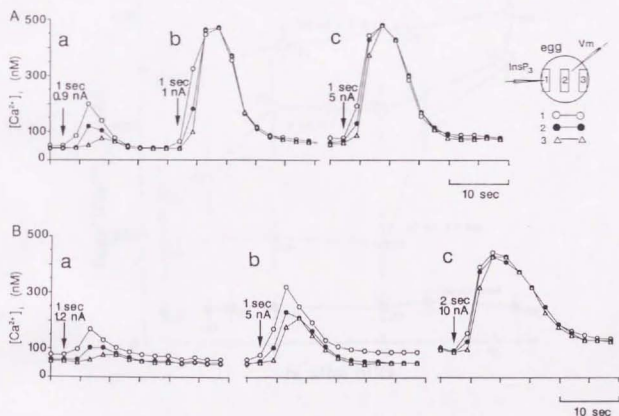 A
500
300
100
0
[Ca²⁺]ᵢ (nM)
a
1 sec
0.9 nA
b
1 sec
1 nA
c
1 sec
5 nA
egg
Vm
InsP₃
1 2 3
1
2
3
10 sec
B
500
300
100
0
[Ca²⁺]ᵢ (nM)
a
1 sec
1.2 nA
b
1 sec
5 nA
c
2 sec
10 nA
10 sec